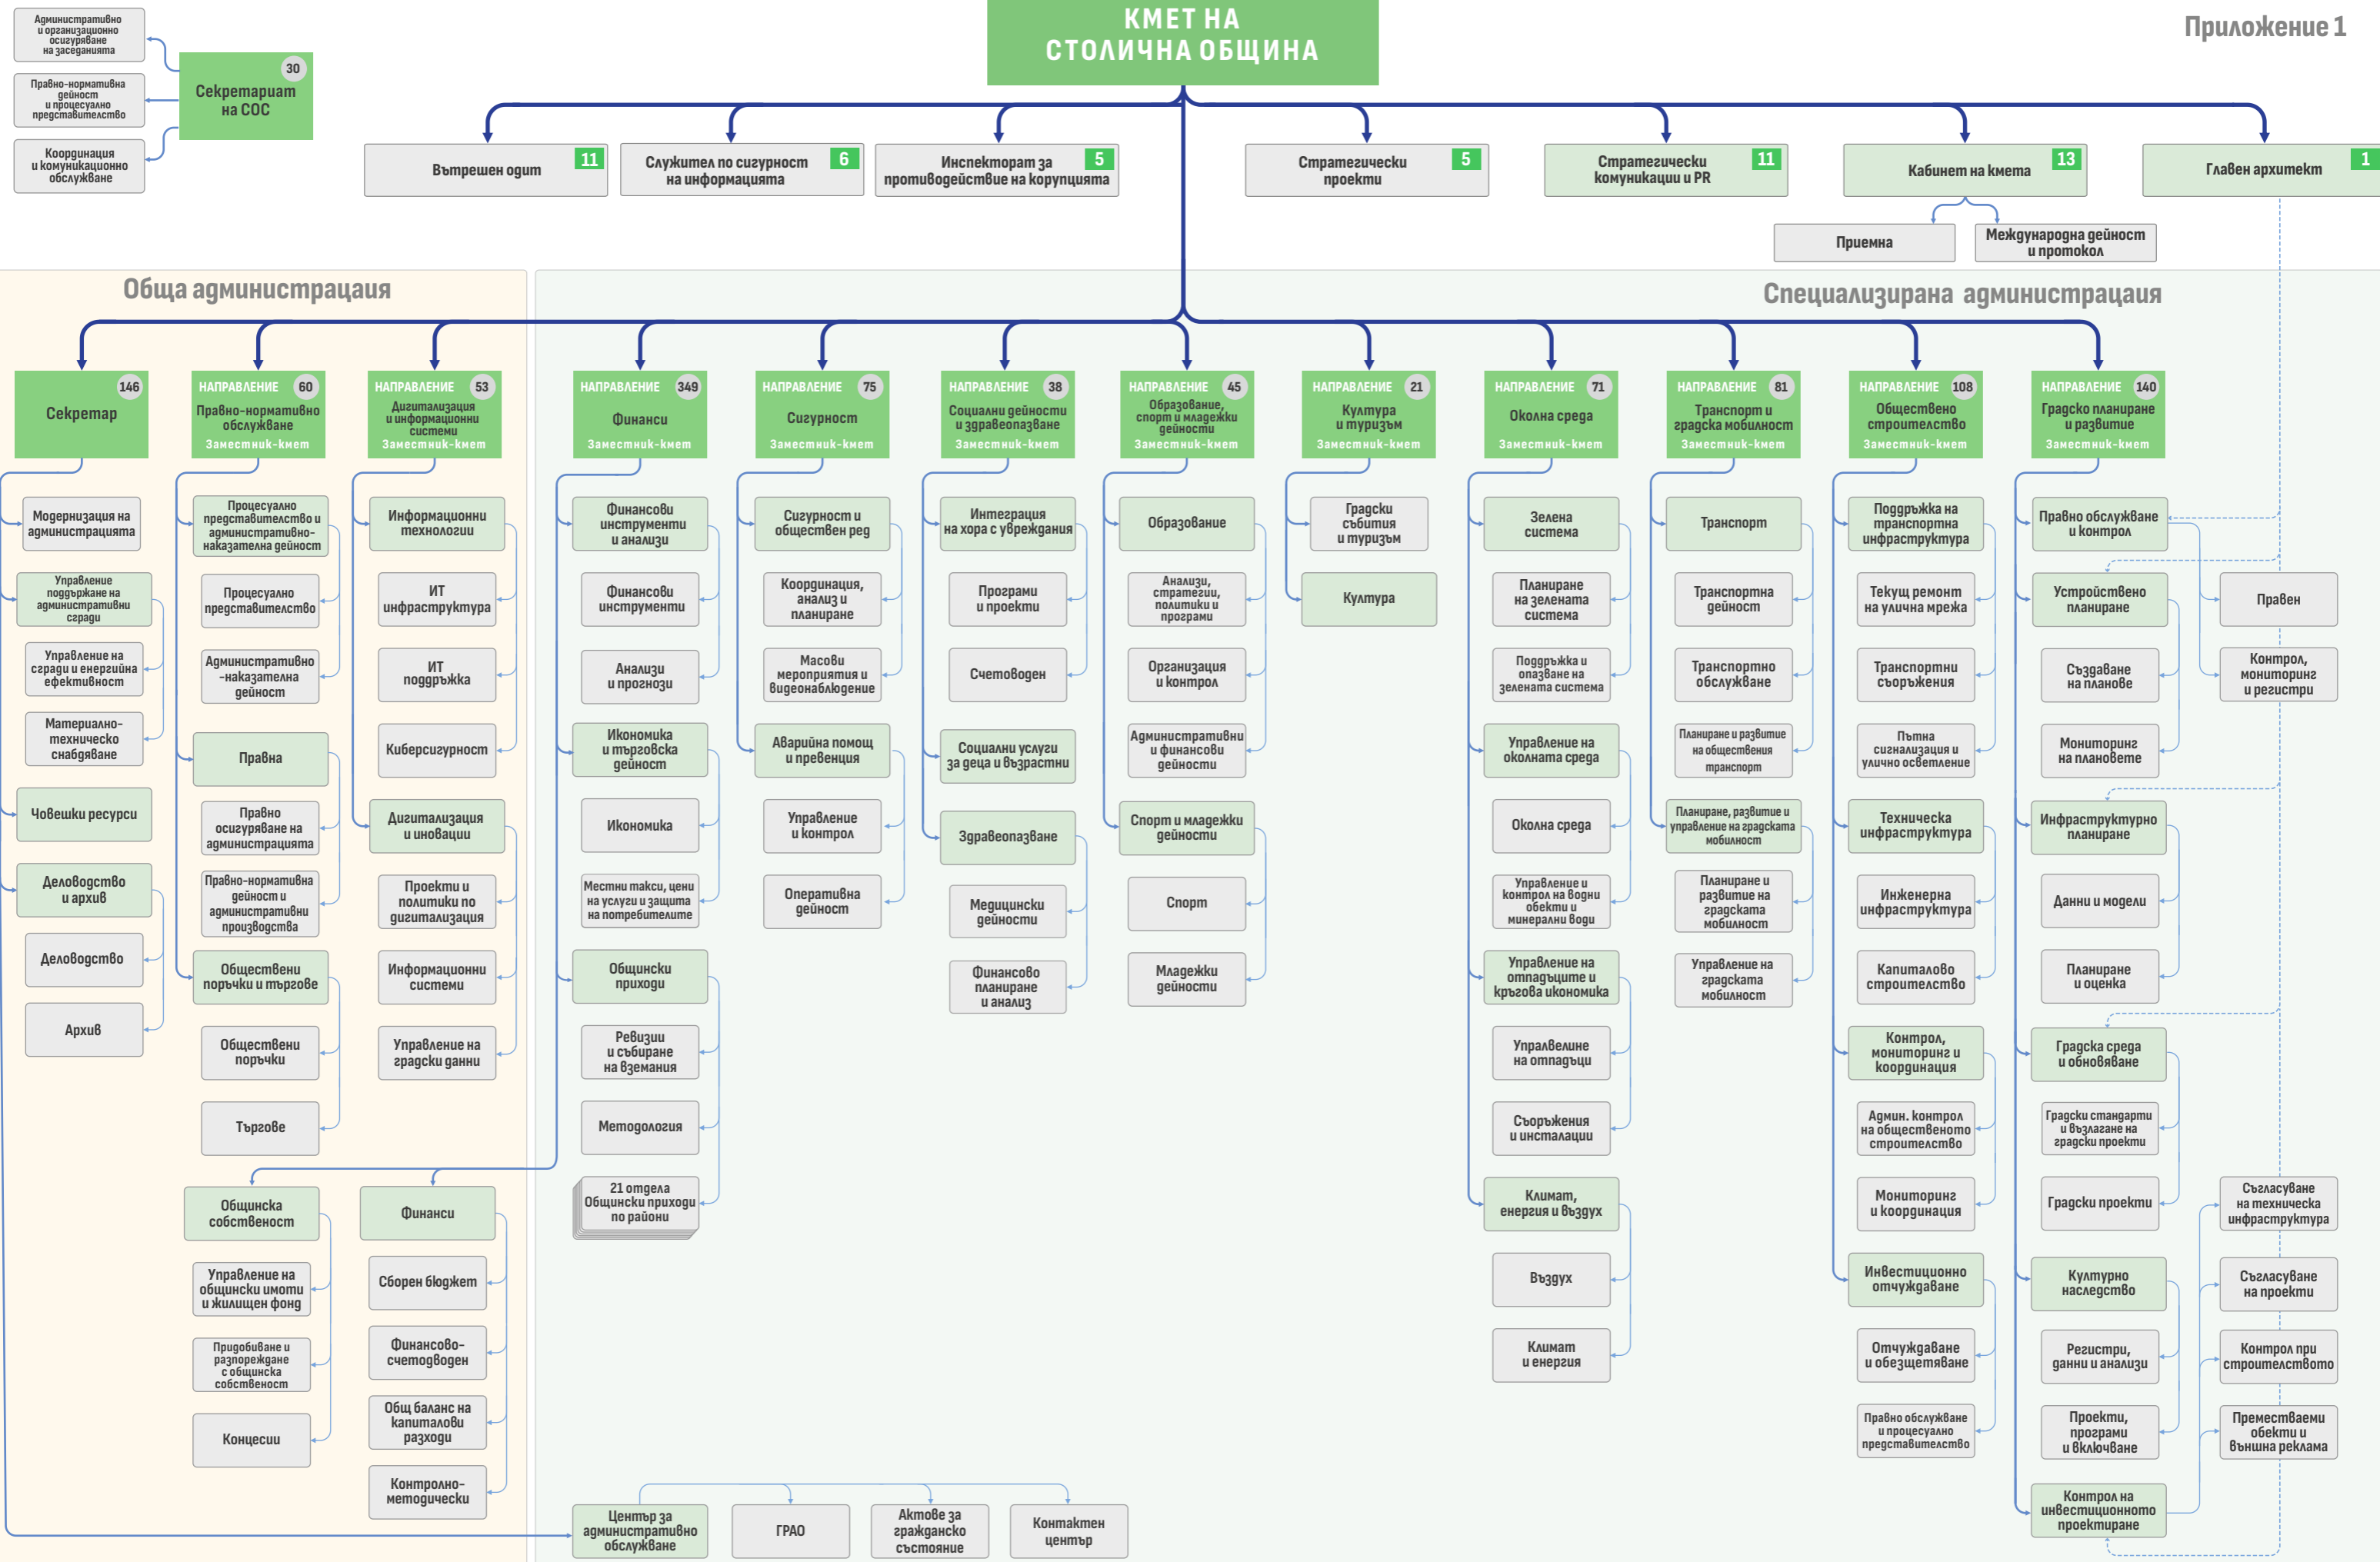 КМЕТ НА
СТОЛИЧНА ОБЩИНА
Приложение 1
Административно
и организационно
осигуряване
на заседанията
Правно-нормативна
дейност
и процесуално
представителство
Координация
и комуникационно
обслужване
30
Секретариат
на СОС
Вътрешен одит
11
Служител по сигурност
на информацията
6
Инспекторат за
противодействие на корупцията
5
Стратегически
проекти
5
Стратегически
комуникации и PR
11
Кабинет на кмета
13
Главен архитект
1
Приемна
Международна дейност
и протокол
Обща администрацаия
Специализирана администрацаия
146
Секретар
Модернизация на
администрацията
Управление
поддържане на
административни
сгради
Управление на
сгради и енергийна
ефективност
Материално-
техническо
снабдяване
Човешки ресурси
Деловодство
и архив
Деловодство
Архив
НАПРАВЛЕНИЕ 60
Правно-нормативно
обслужване
Заместник-кмет
Процесуално
представителство и
административно-
наказателна дейност
Процесуално
представителство
Административно
-наказателна
дейност
Правна
Правно
осигуряване на
администрацията
Правно-нормативна
дейност и
административни
производства
Обществени
поръчки и търгове
Обществени
поръчки
Търгове
НАПРАВЛЕНИЕ 53
Дигитализация
и информационни
системи
Заместник-кмет
Информационни
технологии
ИТ
инфраструктура
ИТ
поддръжка
Киберсигурност
Дигитализация
и иновации
Проекти и
политики по
дигитализация
Информационни
системи
Управление на
градски данни
НАПРАВЛЕНИЕ 349
Финанси
Заместник-кмет
Финансови
инструменти
и анализи
Финансови
инструменти
Анализи
и прогнози
Икономика
и търговска
дейност
Икономика
Местни такси, цени
на услуги и защита
на потребителите
Общински
приходи
Ревизии
и събиране
на вземания
Методология
21 отдела
Общински приходи
по райони
Общинска
собственост
Управление на
общински имоти
и жилищен фонд
Придобиване и
разпореждане
с общинска
собственост
Концесии
Финанси
Сборен бюджет
Финансово-
счетодводен
Общ баланс на
капиталови
разходи
Контролно-
методически
НАПРАВЛЕНИЕ 75
Сигурност
Заместник-кмет
Сигурност и
обществен ред
Координация,
анализ и
планиране
Масови
мероприятия и
видеонаблюдение
Аварийна помощ
и превенция
Управление
и контрол
Оперативна
дейност
НАПРАВЛЕНИЕ 38
Социални дейности
и здравеопазване
Заместник-кмет
Интеграция
на хора с увреждания
Програми
и проекти
Счетоводен
Социални услуги
за деца и възрастни
Здравеопазване
Медицински
дейности
Финансово
планиране
и анализ
НАПРАВЛЕНИЕ 45
Образование,
спорт и младежки
дейности
Заместник-кмет
Образование
Анализи,
стратегии,
политики и
програми
Организация
и контрол
Административни
и финансови
дейности
Спорт и младежки
дейности
Спорт
Младежки
дейности
НАПРАВЛЕНИЕ 21
Култура
и туризъм
Заместник-кмет
Градски
събития
и туризъм
Култура
НАПРАВЛЕНИЕ 71
Околна среда
Заместник-кмет
Зелена
система
Планиране
на зелената
система
Поддръжка и
опазване на
зелената система
Управление на
околната среда
Околна среда
Управление и
контрол на водни
обекти и
минерални води
Управление на
отпадъците и
кръгова икономика
Упралвелине
на отпадъци
Съоръжения
и инсталации
Климат,
енергия и въздух
Въздух
Климат
и енергия
НАПРАВЛЕНИЕ 81
Транспорт и
градска мобилност
Заместник-кмет
Транспорт
Транспортна
дейност
Транспортно
обслужване
Планиране и развитие
на обществения
транспорт
Планиране, развитие и
управление на градската
мобилност
Планиране и
развитие на
градската
мобилност
Управление на
градската
мобилност
НАПРАВЛЕНИЕ 108
Обществено
строителство
Заместник-кмет
Поддръжка на
транспортна
инфраструктура
Текущ ремонт
на улична мрежа
Транспортни
съоръжения
Пътна
сигнализация и
улично осветление
Техническа
инфраструктура
Инженерна
инфраструктура
Капиталово
строителство
Контрол,
мониторинг и
координация
Админ. контрол
на общественото
строителство
Мониторинг
и координация
Инвестиционно
отчуждаване
Отчуждаване
и обезщетяване
Правно обслужване
и процесуално
представителство
НАПРАВЛЕНИЕ 140
Градско планиране
и развитие
Заместник-кмет
Правно обслужване
и контрол
Правен
Контрол,
мониторинг
и регистри
Устройствено
планиране
Създаване
на планове
Мониторинг
на плановете
Инфраструктурно
планиране
Данни и модели
Планиране
и оценка
Градска среда
и обновяване
Градски стандарти
и възлагане на
градски проекти
Градски проекти
Културно
наследство
Регистри,
данни и анализи
Проекти,
програми
и включване
Контрол на
инвестиционното
проектиране
Съгласуване
на техническа
инфраструктура
Съгласуване
на проекти
Контрол при
строителството
Преместваеми
обекти и
външна реклама
Център за
административно
обслужване
ГРАО
Актове за
гражданско
състояние
Контактен
център